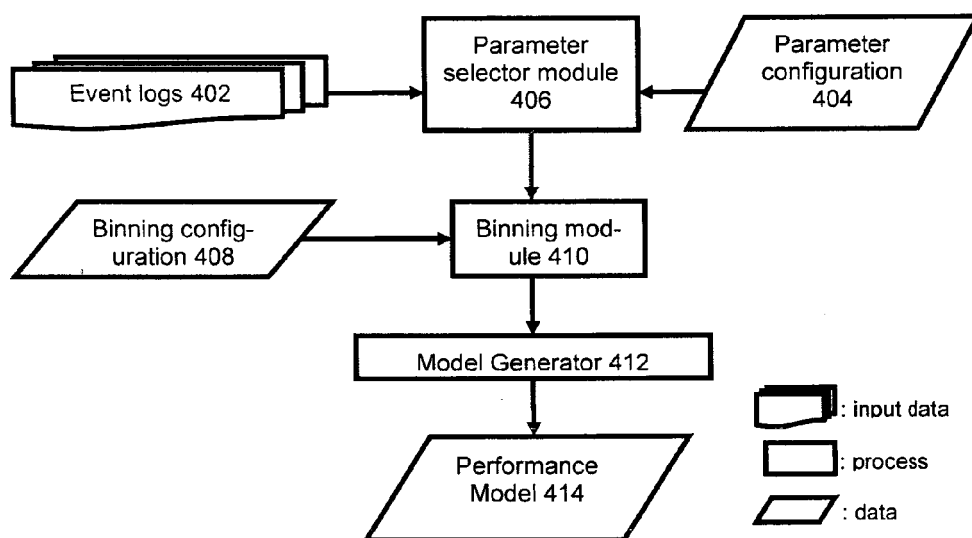 Event logs 402
Parameter
selector module
406
Parameter
configuration
404
Binning config-
uration 408
Binning mod-
ule 410
Model Generator 412
Performance
Model 414
: input data
: process
: data